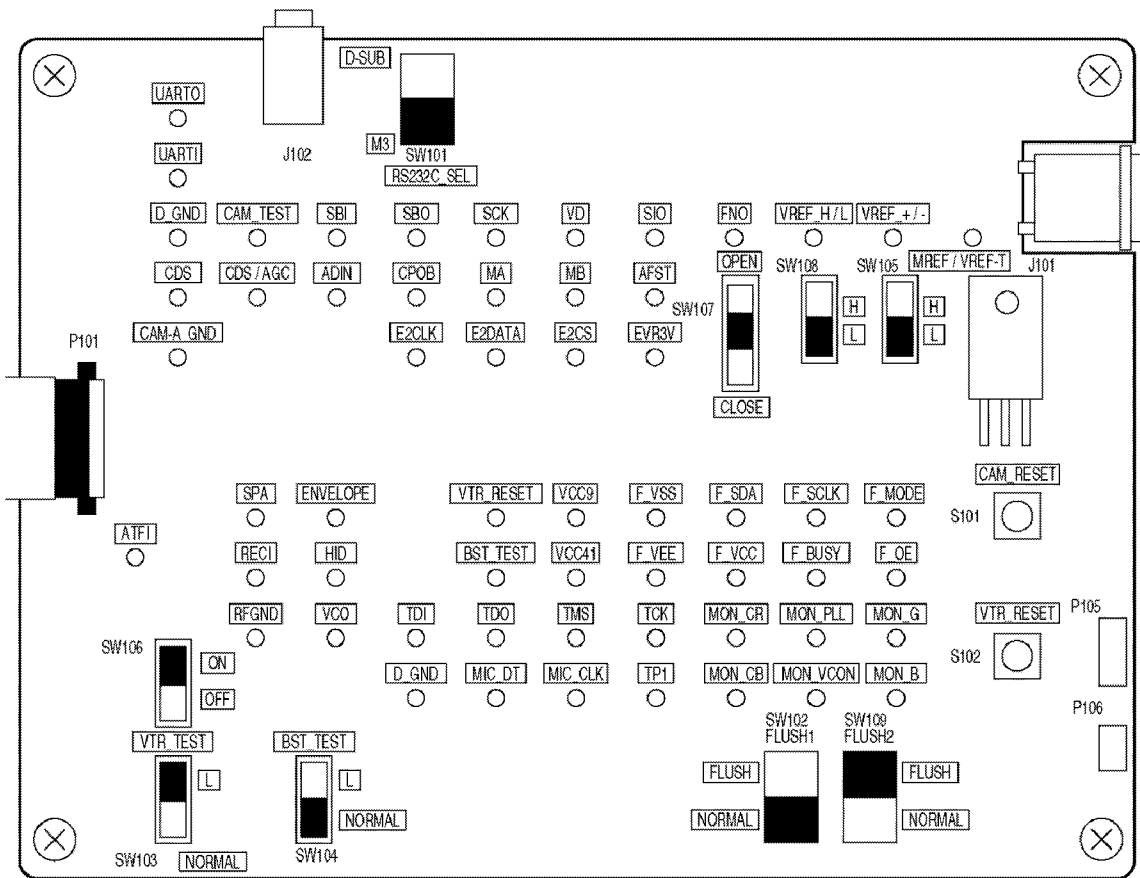 D-SUB
UARTO
UARTI
J102
M3
SW101
RS232C_SEL
D_GND CAM_TEST SBI SBO SCK VD SIO FNO VREF_H/L VREF_+/-
CDS CDS/AGC ADIN CPOB MA MB AFST OPEN SW108 SW105 MREF/VREF-T
J101
SW107 H H
L L
P101 CAM-A_GND E2CLK E2DATA E2CS EVR3V
CLOSE
CAM_RESET
SPA ENVELOPE VTR_RESET VCC9 F_VSS F_SDA F_SCLK F_MODE
S101
ATFI
RECI HID BST_TEST VCC41 F_VEE F_VCC F_BUSY F_OE
RFGND VCO TDI TDO TMS TCK MON_CR MON_PLL MON_G VTR_RESET P105
SW106
S102
ON
D_GND MIC_DT MIC_CLK TP1 MON_CB MON_VCON MON_B
OFF
P106
SW102 SW109
FLUSH1 FLUSH2
VTR_TEST BST_TEST
L L FLUSH FLUSH
NORMAL NORMAL NORMAL
SW103 NORMAL SW104